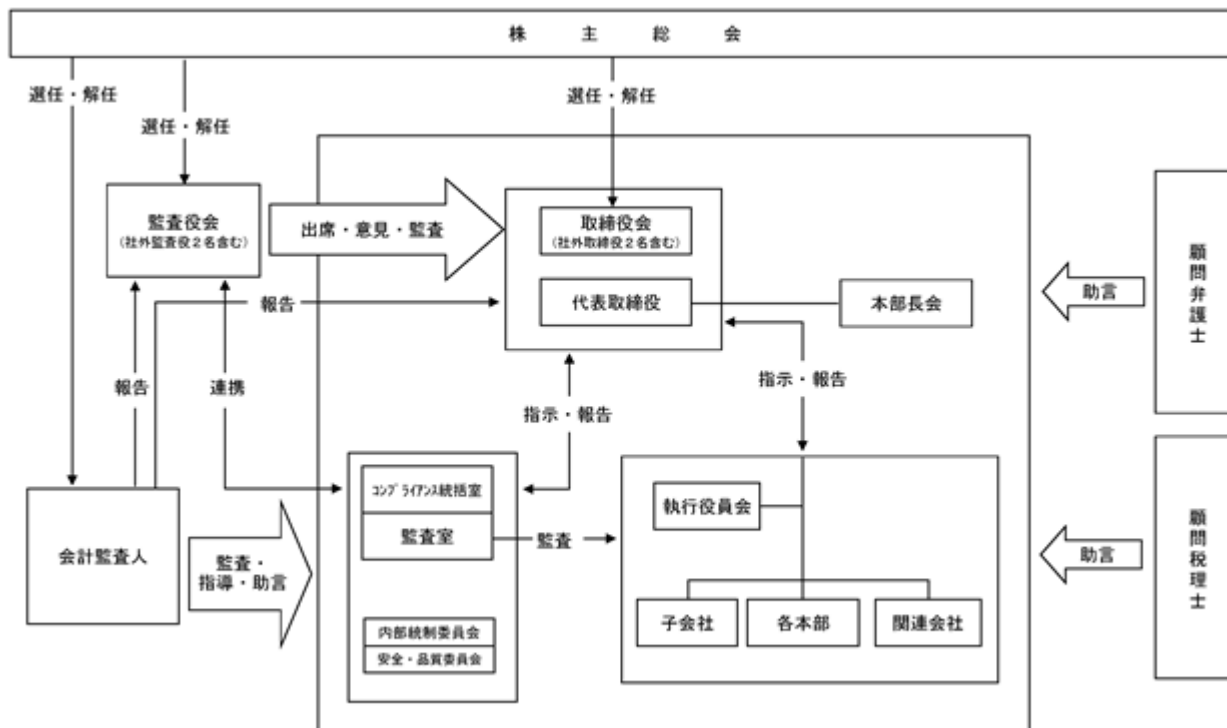 株主総会
選任・解任
選任・解任
選任・解任
監査役会
(社外監査役２名含む)
出席・意見・監査
取締役会
(社外取締役２名含む)
代表取締役
本部長会
助言
顧問弁護士
報告
報告
連携
指示・報告
指示・報告
コンプライアンス統括室
監査室
監査
執行役員会
会計監査人
監査・
指導・助言
助言
顧問税理士
子会社
各本部
関連会社
内部統制委員会
安全・品質委員会